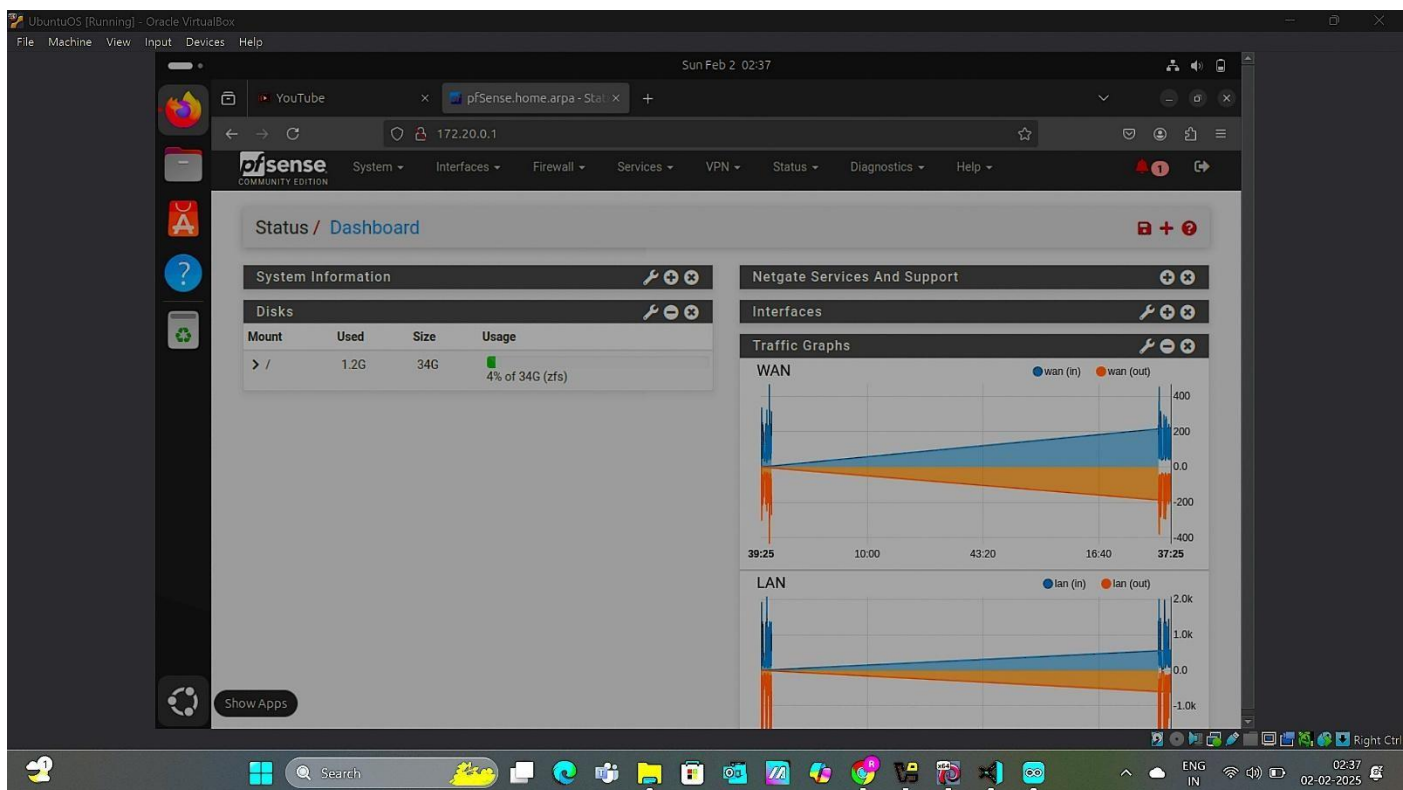 UbuntuOS [Running] - Oracle VirtualBox
File Machine View Input Devices Help
Sun Feb 2 02:37
YouTube
pfSense.home.arpa - Stat
172.20.0.1
pfsense
COMMUNITY EDITION
System Interfaces Firewall Services VPN Status Diagnostics Help
1
Status / Dashboard
System Information
Disks
Mount Used Size Usage
/ 1.2G 34G
4% of 34G (zfs)
Netgate Services And Support
Interfaces
Traffic Graphs
WAN
wan (in) wan (out)
400
200
0.0
-200
-400
39:25 10:00 43:20 16:40 37:25
LAN
lan (in) lan (out)
2.0k
1.0k
0.0
-1.0k
Show Apps
Right Ctrl
1
Search
ENG
IN
02:37
02-02-2025